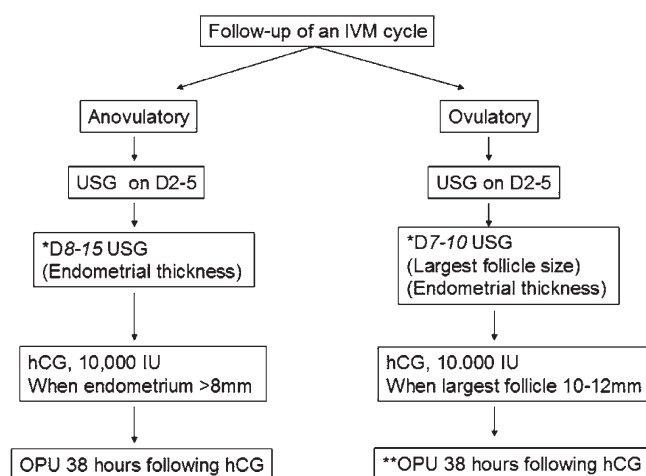 Follow-up of an IVM cycle
Anovulatory
USG on D2-5
*D8-15 USG
(Endometrial thickness)
hCG, 10,000 IU
When endometrium >8mm
OPU 38 hours following hCG
Ovulatory
USG on D2-5
*D7-10 USG
(Largest follicle size)
(Endometrial thickness)
hCG, 10.000 IU
When largest follicle 10-12mm
**OPU 38 hours following hCG